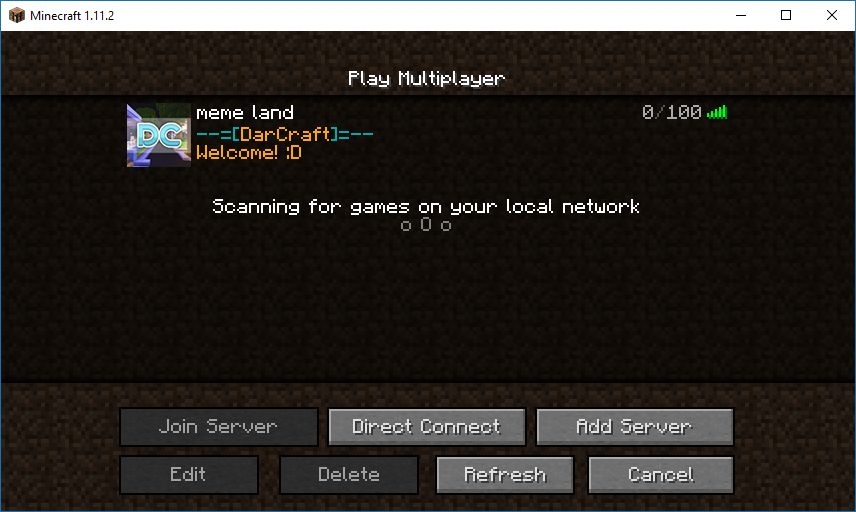 Minecraft 1.11.2
Play Multiplayer
DC
meme land 0/100
--=[DarCraft]=--
Welcome! :D
Scanning for games on your local network
o O o
Join Server Direct Connect Add Server
Edit Delete Refresh Cancel